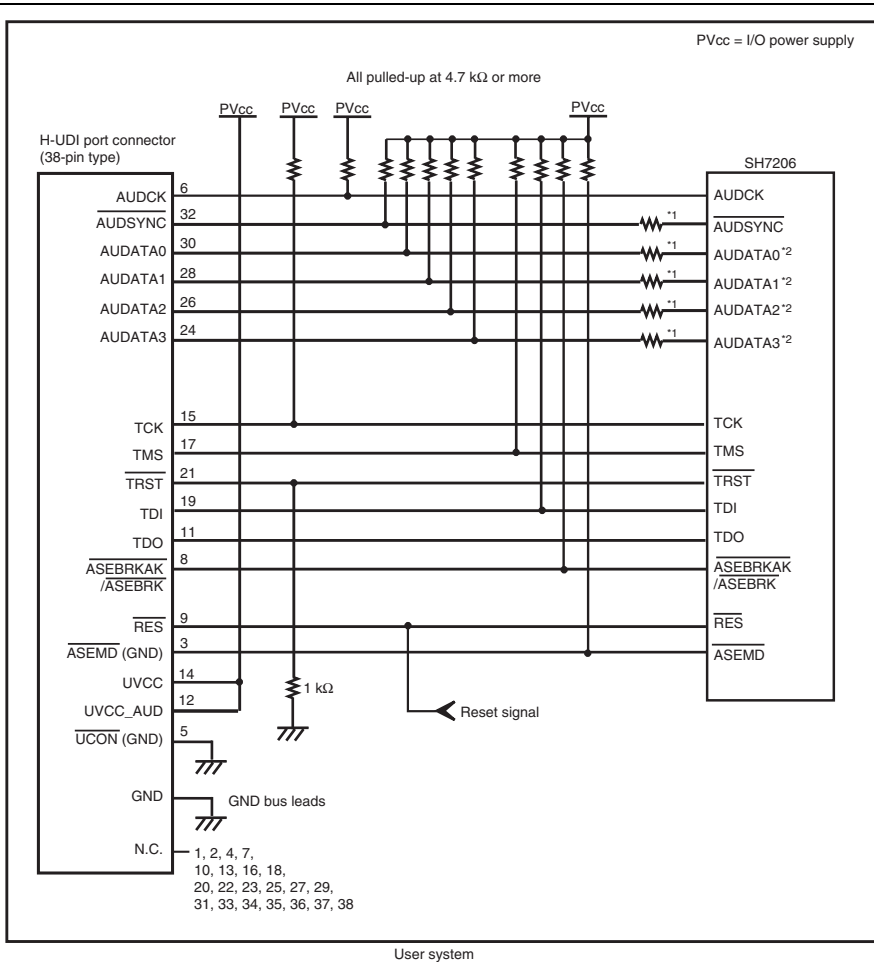 PVcc = I/O power supply
All pulled-up at 4.7 kΩ or more
PVcc PVcc PVcc PVcc
H-UDI port connector
(38-pin type)
SH7206
AUDCK 6 AUDCK
AUDSYNC 32 *1 AUDSYNC
AUDATA0 30 *1 AUDATA0*2
AUDATA1 28 *1 AUDATA1*2
AUDATA2 26 *1 AUDATA2*2
AUDATA3 24 *1 AUDATA3*2
TCK 15 TCK
TMS 17 TMS
TRST 21 TRST
TDI 19 TDI
TDO 11 TDO
ASEBRKAK 8 ASEBRKAK
/ASEBRK /ASEBRK
RES 9 RES
ASEMD (GND) 3 ASEMD
UVCC 14 1 kΩ
UVCC_AUD 12 Reset signal
UCON (GND) 5
GND GND bus leads
N.C. 1, 2, 4, 7,
10, 13, 16, 18,
20, 22, 23, 25, 27, 29,
31, 33, 34, 35, 36, 37, 38
User system